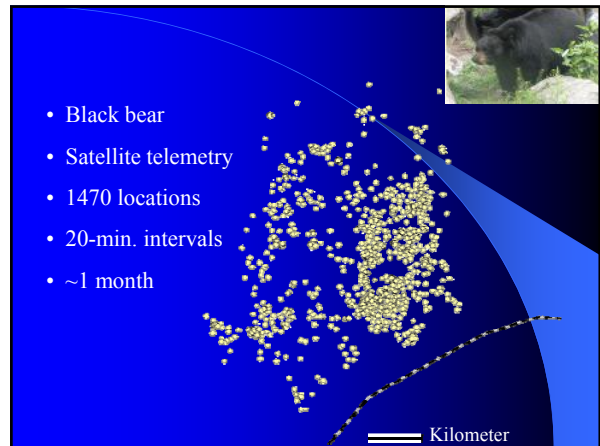 • Black bear
• Satellite telemetry
• 1470 locations
• 20-min. intervals
• ~1 month
Kilometer